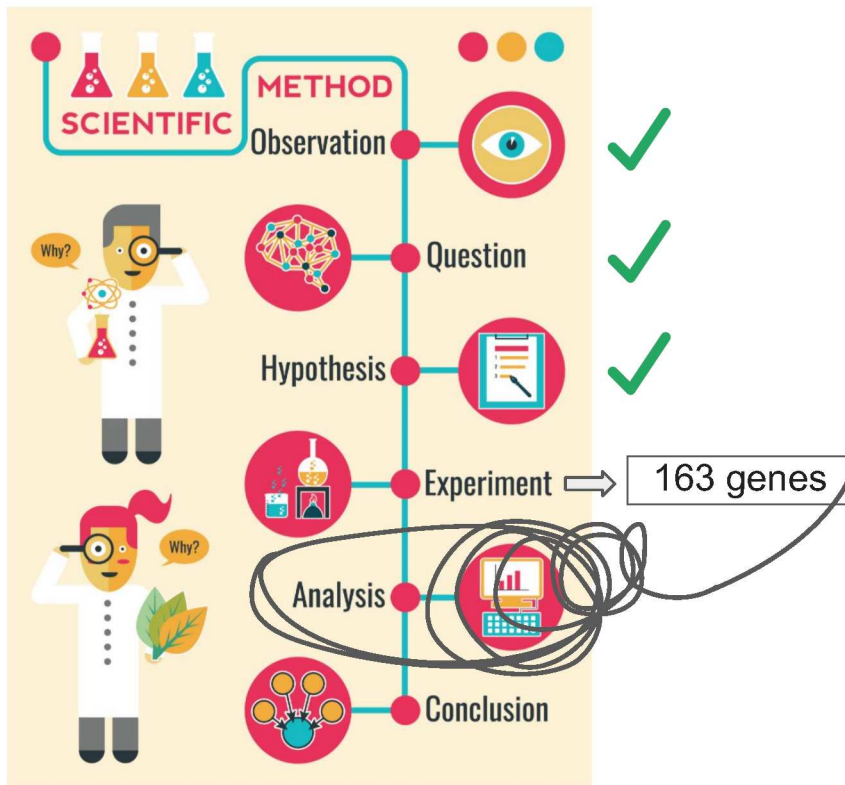 SCIENTIFIC
METHOD
Observation
Why?
Question
Hypothesis
Experiment
163 genes
Why?
Analysis
Conclusion